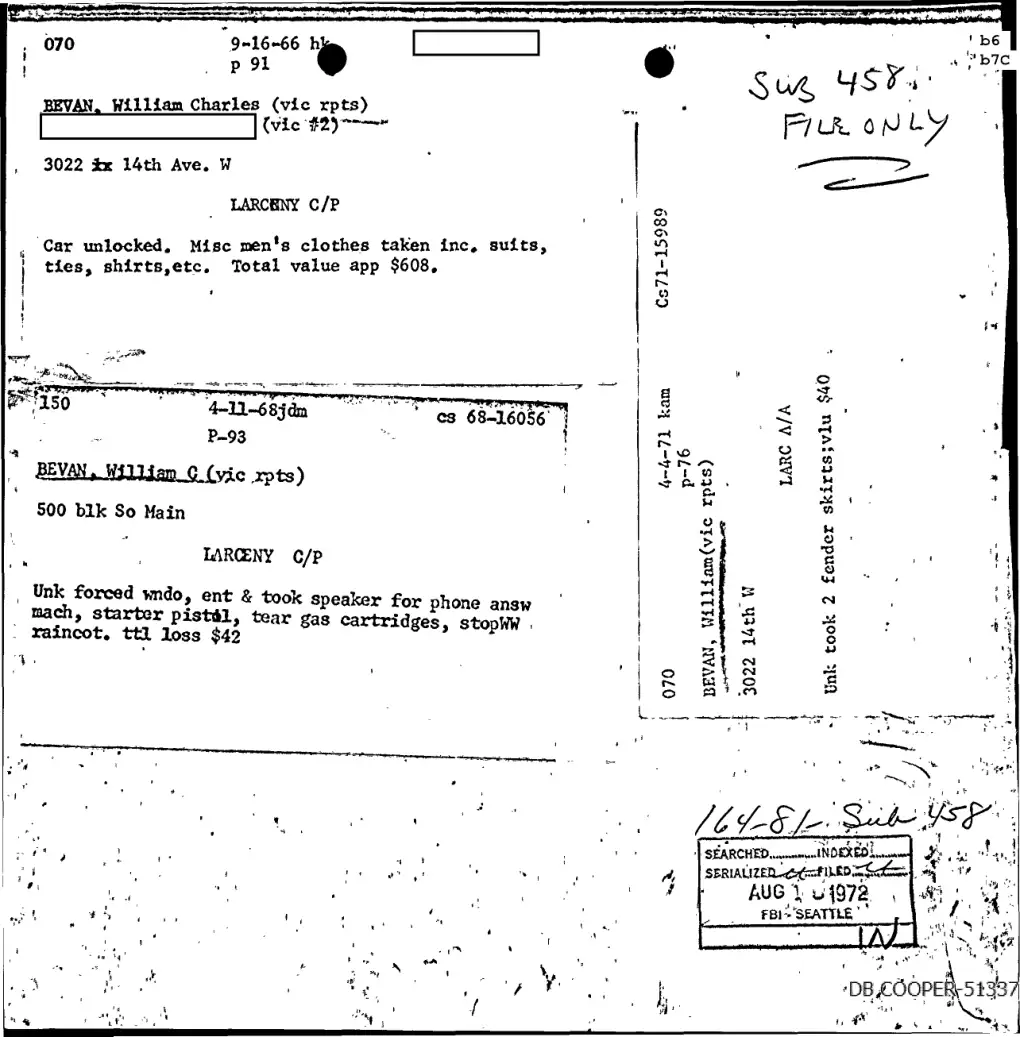 070 9-16-66 hk
p 91
BEVAN, William Charles (vic rpts)
(vic #2)
3022 ix 14th Ave. W
LARCENY C/P
Car unlocked. Misc men's clothes taken inc. suits,
ties, shirts,etc. Total value app $608.
b6
b7C
Sub 458
FILE ONLY
150 4-11-68jdm cs 68-16056
P-93
BEVAN, William C (vic rpts)
500 blk So Main
LARCENY C/P
Unk forced wndo, ent & took speaker for phone answ
mach, starter pistol, tear gas cartridges, stopWW
raincot. ttl loss $42
070 4-4-71 kam Cs71-15989
p-76
BEVAN, William(vic rpts)
3022 14th W
LARC A/A
Unk took 2 fender skirts;vlu $40
164-81-Sub 458
SEARCHED INDEXED
SERIALIZED FILED
AUG 1 1972
FBI - SEATTLE
DB COOPER-51337